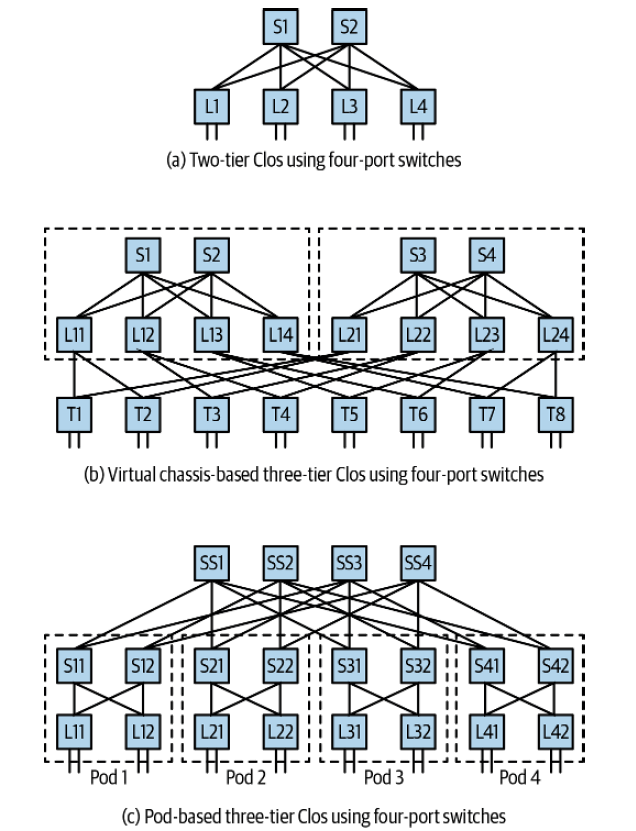 S1 S2
L1 L2 L3 L4
(a) Two-tier Clos using four-port switches
S1 S2 S3 S4
L11 L12 L13 L14 L21 L22 L23 L24
T1 T2 T3 T4 T5 T6 T7 T8
(b) Virtual chassis-based three-tier Clos using four-port switches
SS1 SS2 SS3 SS4
S11 S12 S21 S22 S31 S32 S41 S42
L11 L12 L21 L22 L31 L32 L41 L42
Pod 1 Pod 2 Pod 3 Pod 4
(c) Pod-based three-tier Clos using four-port switches